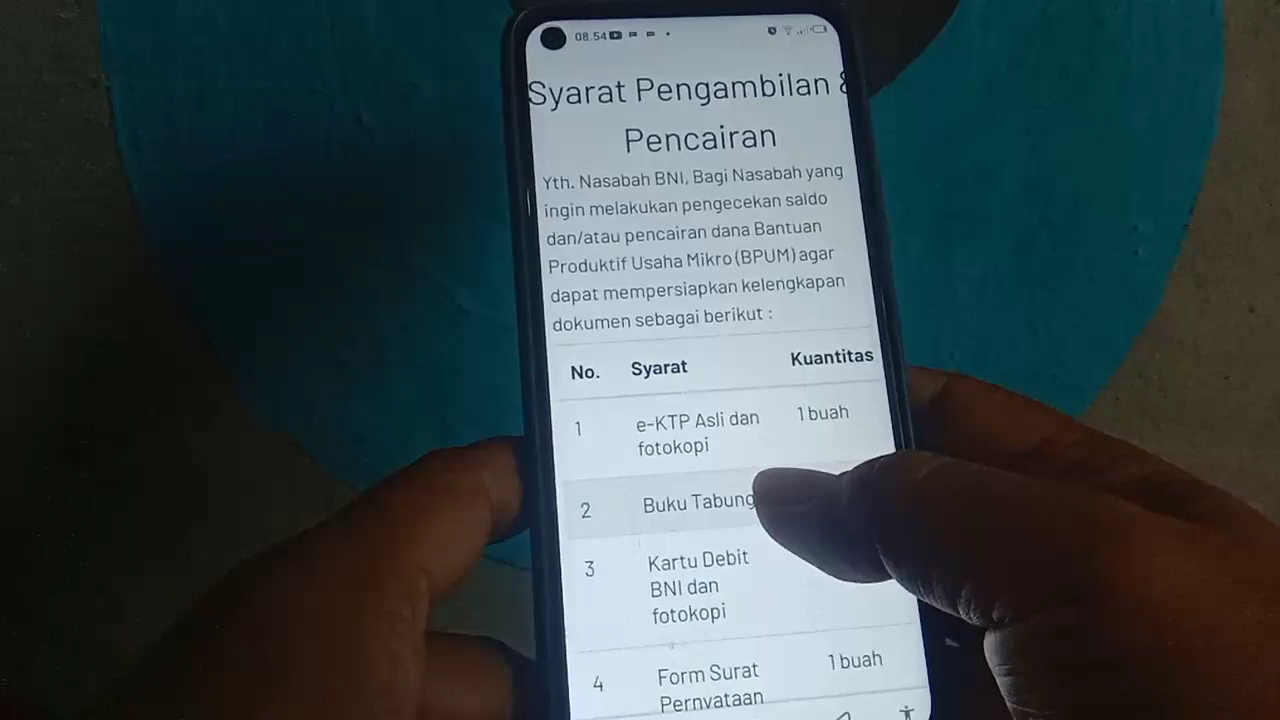 08.54
Syarat Pengambilan &
Pencairan
Yth. Nasabah BNI, Bagi Nasabah yang
ingin melakukan pengecekan saldo
dan/atau pencairan dana Bantuan
Produktif Usaha Mikro (BPUM) agar
dapat mempersiapkan kelengkapan
dokumen sebagai berikut :
No. Syarat Kuantitas
1 e-KTP Asli dan 1 buah
fotokopi
2 Buku Tabung
3 Kartu Debit
BNI dan
fotokopi
4 Form Surat 1 buah
Pernyataan